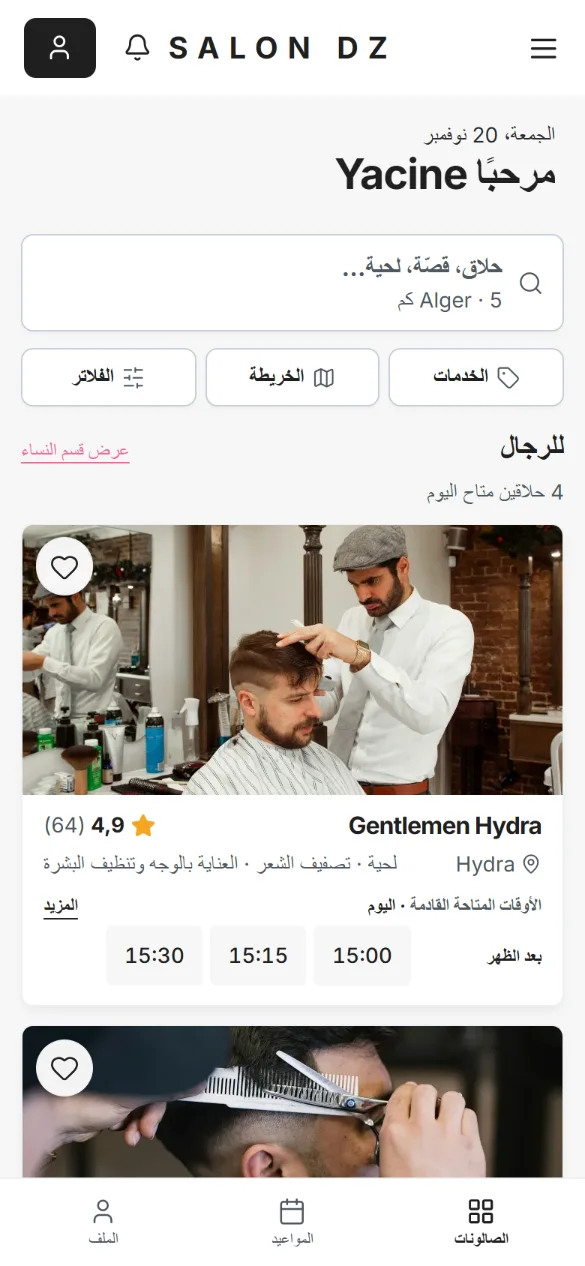 SALON DZ
الجمعة، 20 نوفمبر
مرحبًا Yacine
حلاق، قصّة، لحية...
Alger · 5 كم
الخدمات
الخريطة
الفلاتر
للرجال
عرض قسم النساء
4 حلاقين متاح اليوم
Gentlemen Hydra
4,9 (64)
Hydra
لحية · تصفيف الشعر · العناية بالوجه وتنظيف البشرة
الأوقات المتاحة القادمة · اليوم
المزيد
بعد الظهر
15:00
15:15
15:30
الصالونات
المواعيد
الملف